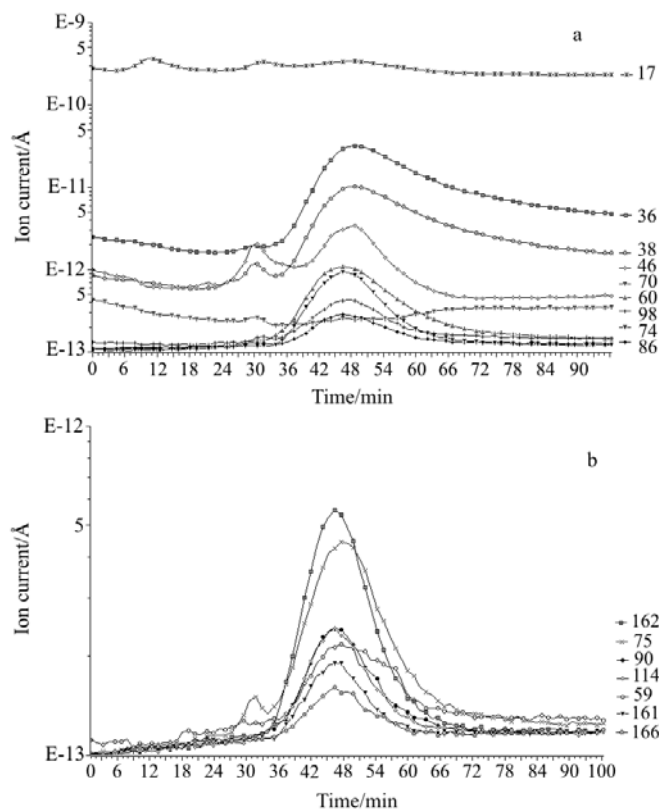 E-9
a
5
17
E-10
5
Ion current/Å
E-11
36
5
38
E-12
46
70
5
60
98
74
E-13
86
0 6 12 18 24 30 36 42 48 54 60 66 72 78 84 90
Time/min
E-12
b
5
Ion current/Å
162
75
90
114
59
161
E-13
166
0 6 12 18 24 30 36 42 48 54 60 66 72 78 84 90 100
Time/min